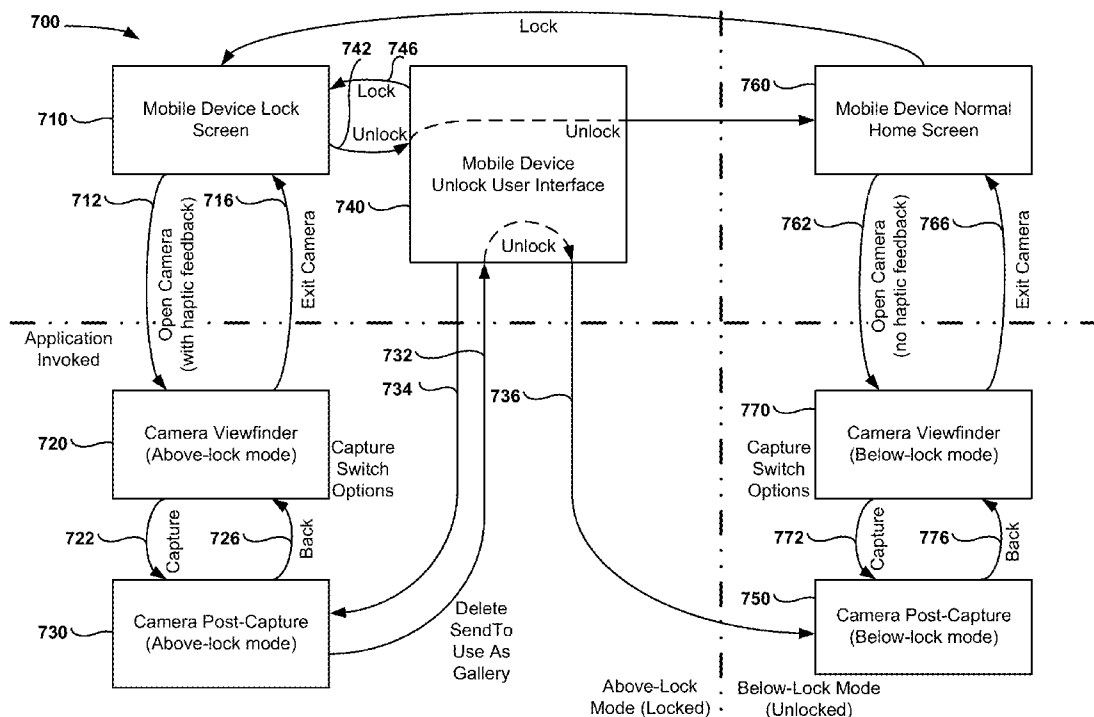 700
Lock
742
746
760
Mobile Device Lock
Screen
710
Lock
Unlock
Unlock
Mobile Device
Unlock User Interface
740
Unlock
Mobile Device Normal
Home Screen
712
716
Open Camera
(with haptic feedback)
Exit Camera
762
766
Open Camera
(no haptic feedback)
Exit Camera
Application
Invoked
732
734
736
720
Camera Viewfinder
(Above-lock mode)
Capture
Switch
Options
770
Capture
Switch
Options
Camera Viewfinder
(Below-lock mode)
722
Capture
726
Back
772
Capture
776
Back
730
Camera Post-Capture
(Above-lock mode)
Delete
SendTo
Use As
Gallery
750
Camera Post-Capture
(Below-lock mode)
Above-Lock
Mode (Locked)
Below-Lock Mode
(Unlocked)